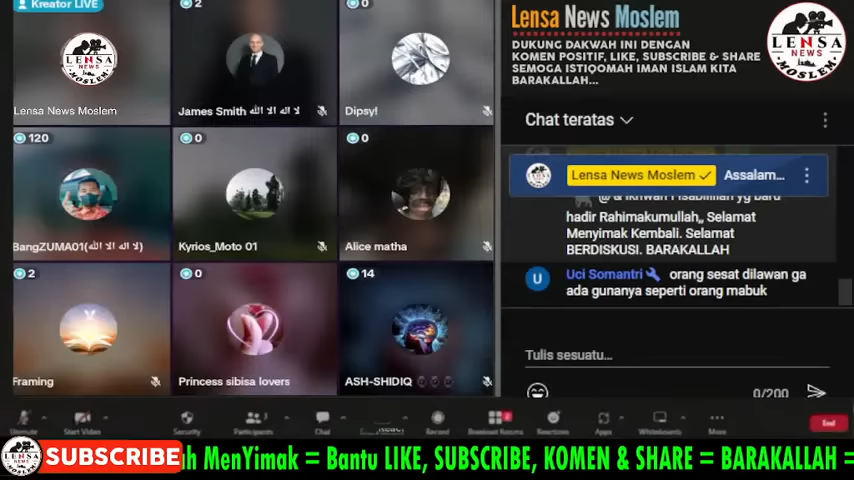 Kreator LIVE
2
0
LENSA
NEWS
MOSLEM
Lensa News Moslem
James Smith لا اله الا الله
Dipsy!
120
0
0
BangZUMA01(لا اله الا الله)
Kyrios_Moto 01
Alice matha
2
0
14
Framing
Princess sibisa lovers
ASH-SHIDIQ
Lensa News Moslem
DUKUNG DAKWAH INI DENGAN
KOMEN POSITIF, LIKE, SUBSCRIBE & SHARE
SEMOGA ISTIQOMAH IMAN ISLAM KITA
BARAKALLAH...
LENSA
NEWS
MOSLEM
Chat teratas
Lensa News Moslem Assalam...
hadir Rahimakumullah,, Selamat
Menyimak Kembali. Selamat
BERDISKUSI. BARAKALLAH
U
Uci Somantri orang sesat dilawan ga
ada gunanya seperti orang mabuk
Tulis sesuatu...
0/200
Unmute
Start Video
Security
Participants
Chat
Record
Breakout Rooms
Reactions
Apps
Whiteboards
More
End
LENSA
NEWS
MOSLEM
SUBSCRIBE
h MenYimak = Bantu LIKE, SUBSCRIBE, KOMEN & SHARE = BARAKALLAH =